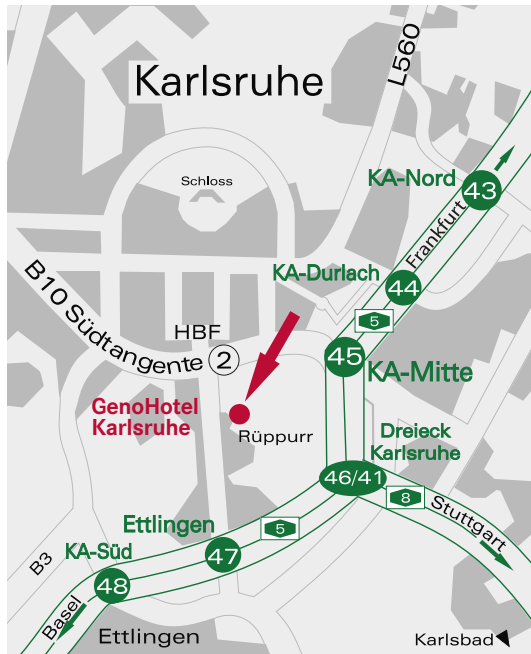 Karlsruhe
L560
KA-Nord
43
Schloss
Frankfurt
KA-Durlach
44
5
B10 Südtangente
HBF
2
45
KA-Mitte
GenoHotel
Karlsruhe
Rüppurr
Dreieck
Karlsruhe
46/41
8
Stuttgart
Ettlingen
5
47
KA-Süd
48
B3
Basel
Ettlingen
Karlsbad